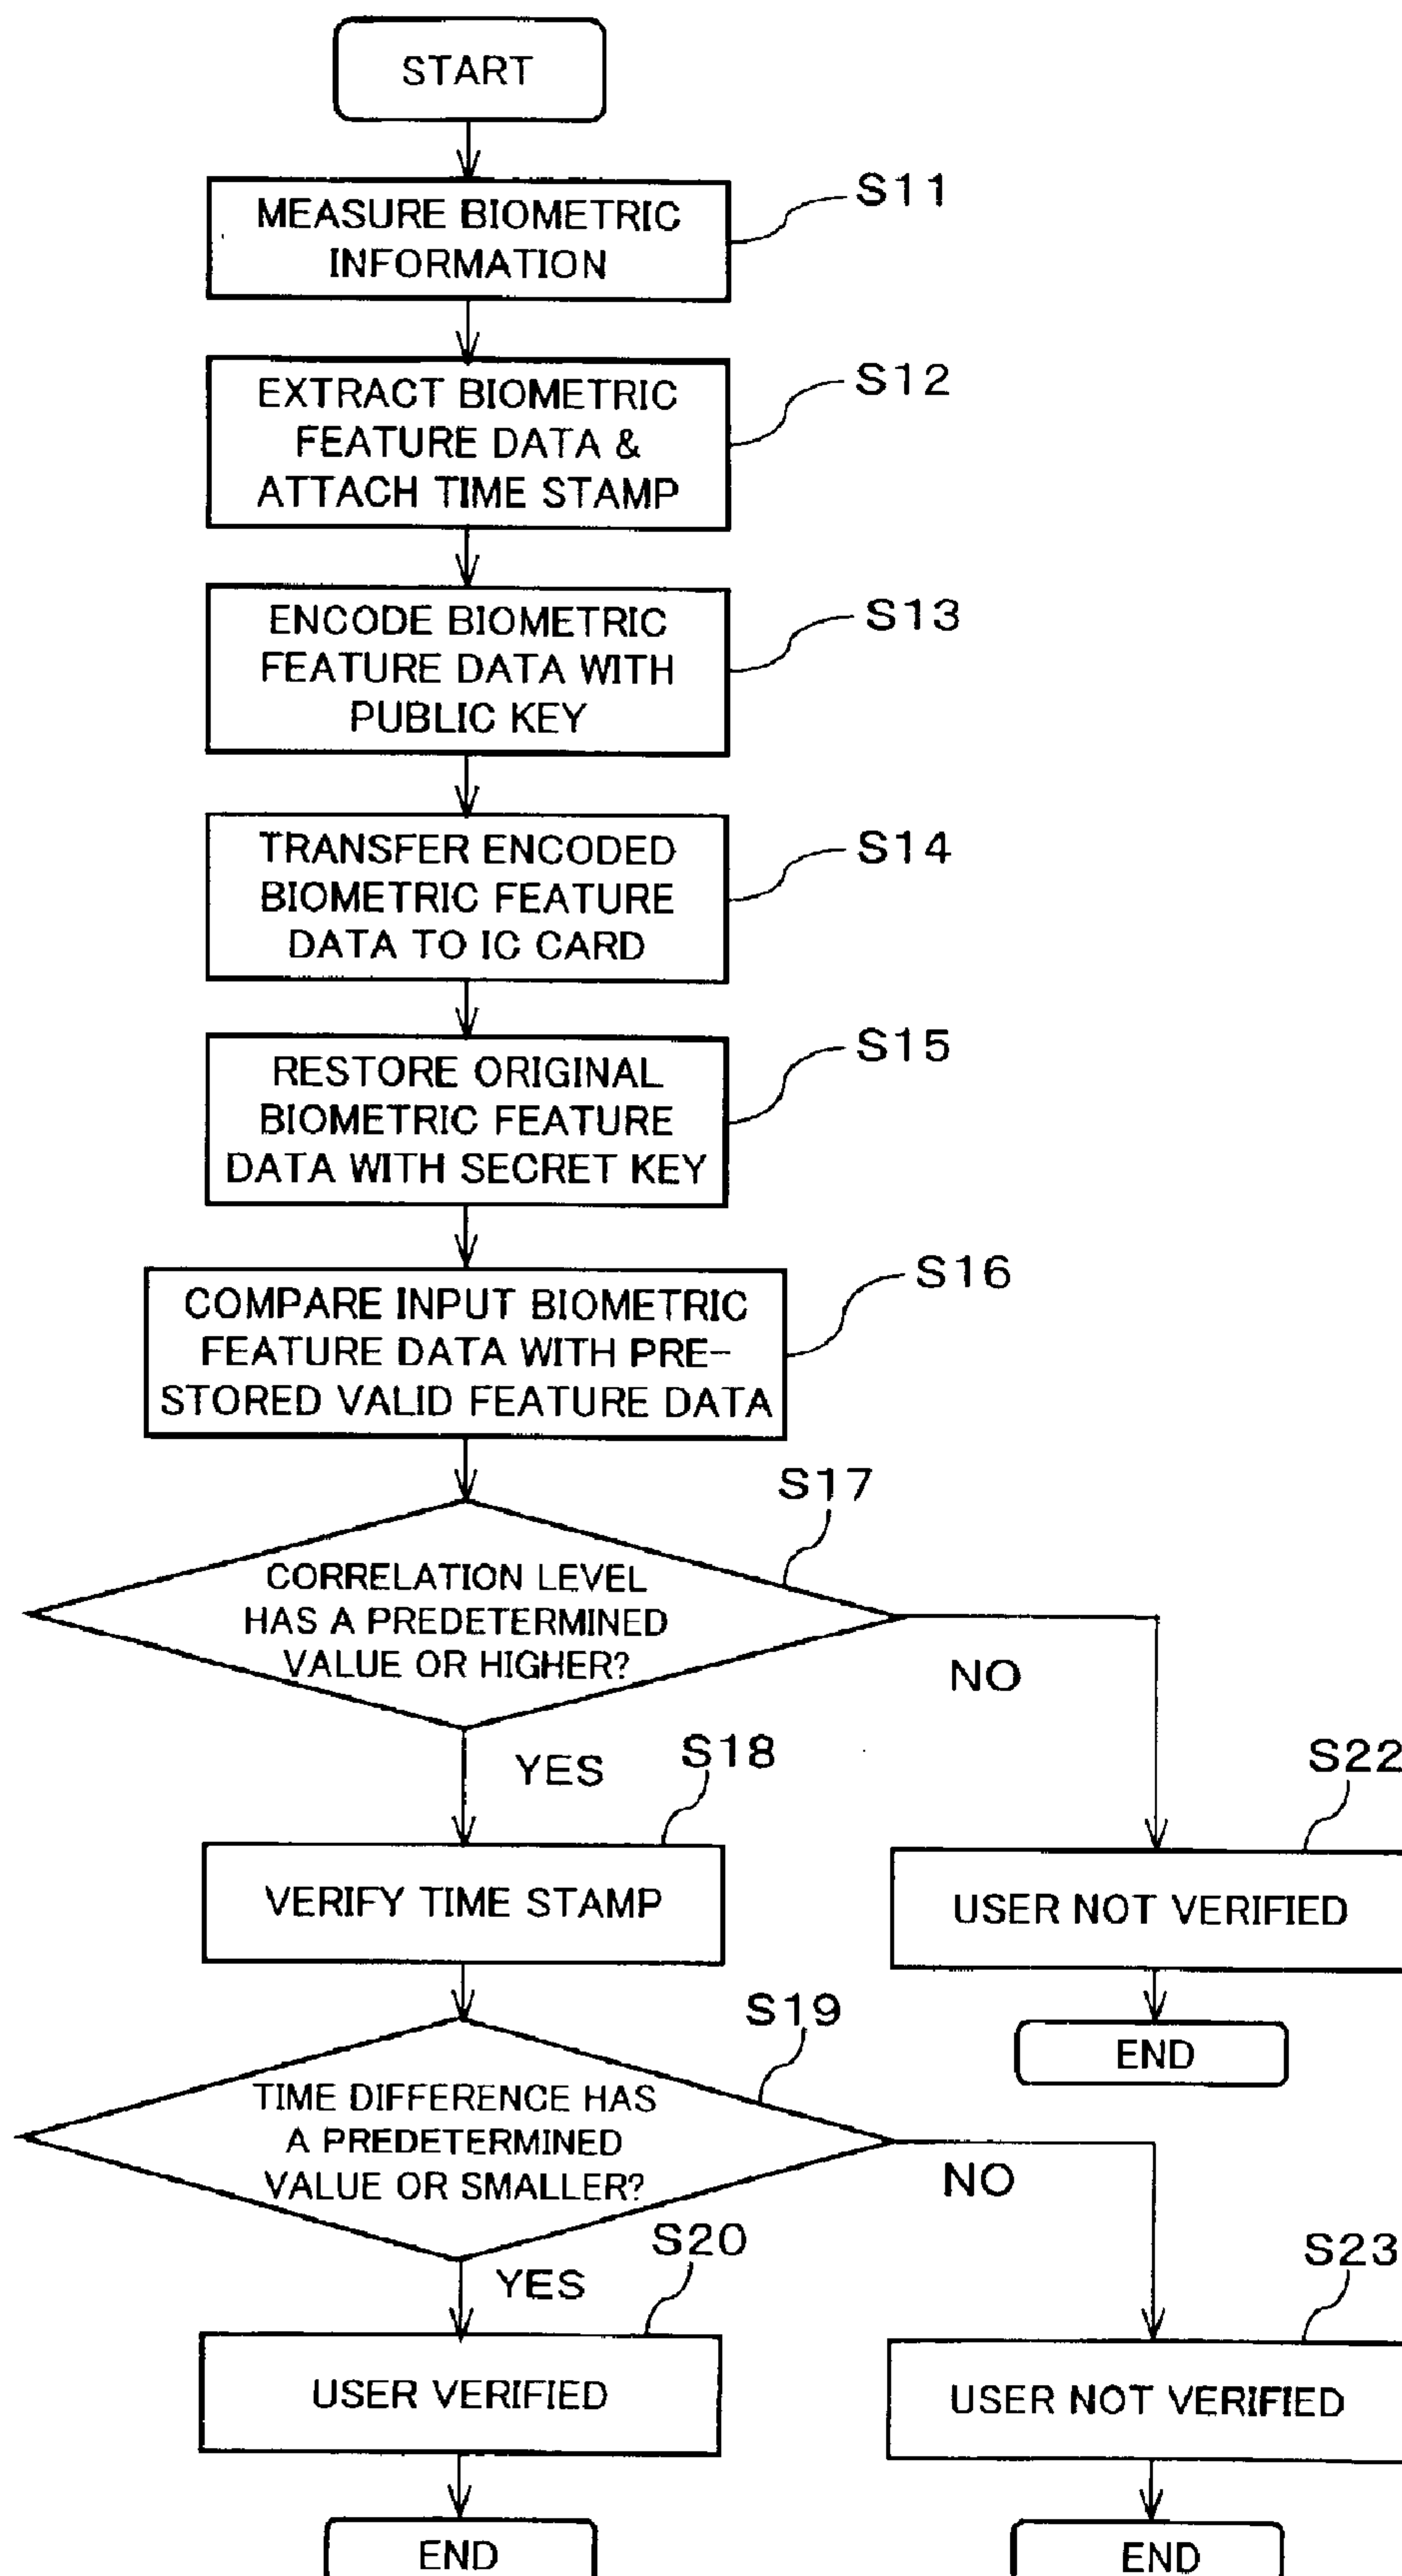 START
S11
MEASURE BIOMETRIC
INFORMATION
S12
EXTRACT BIOMETRIC
FEATURE DATA &
ATTACH TIME STAMP
S13
ENCODE BIOMETRIC
FEATURE DATA WITH
PUBLIC KEY
S14
TRANSFER ENCODED
BIOMETRIC FEATURE
DATA TO IC CARD
S15
RESTORE ORIGINAL
BIOMETRIC FEATURE
DATA WITH SECRET KEY
S16
COMPARE INPUT BIOMETRIC
FEATURE DATA WITH PRE-
STORED VALID FEATURE DATA
S17
CORRELATION LEVEL
HAS A PREDETERMINED
VALUE OR HIGHER?
NO
YES
S18
S22
VERIFY TIME STAMP
USER NOT VERIFIED
END
S19
TIME DIFFERENCE HAS
A PREDETERMINED
VALUE OR SMALLER?
NO
YES
S20
S23
USER VERIFIED
USER NOT VERIFIED
END
END